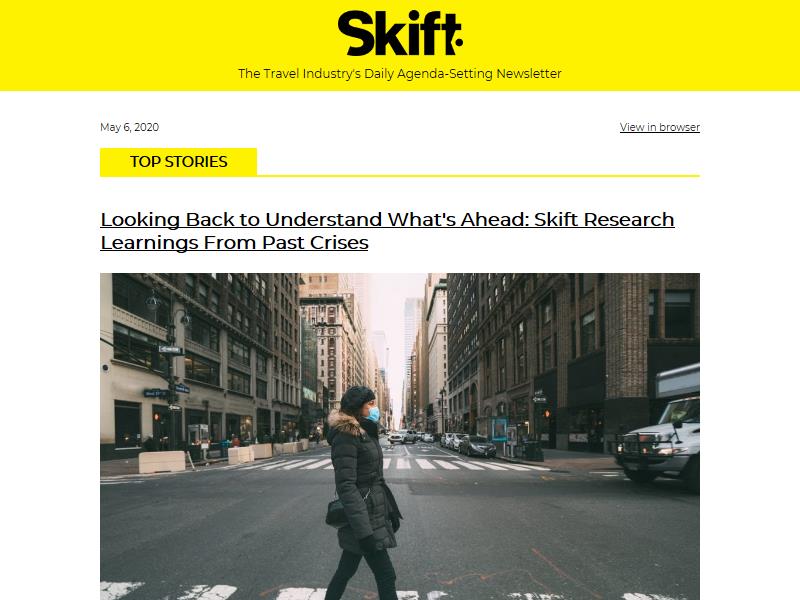 Skift
The Travel Industry's Daily Agenda-Setting Newsletter
May 6, 2020
View in browser
TOP STORIES
Looking Back to Understand What's Ahead: Skift Research
Learnings From Past Crises